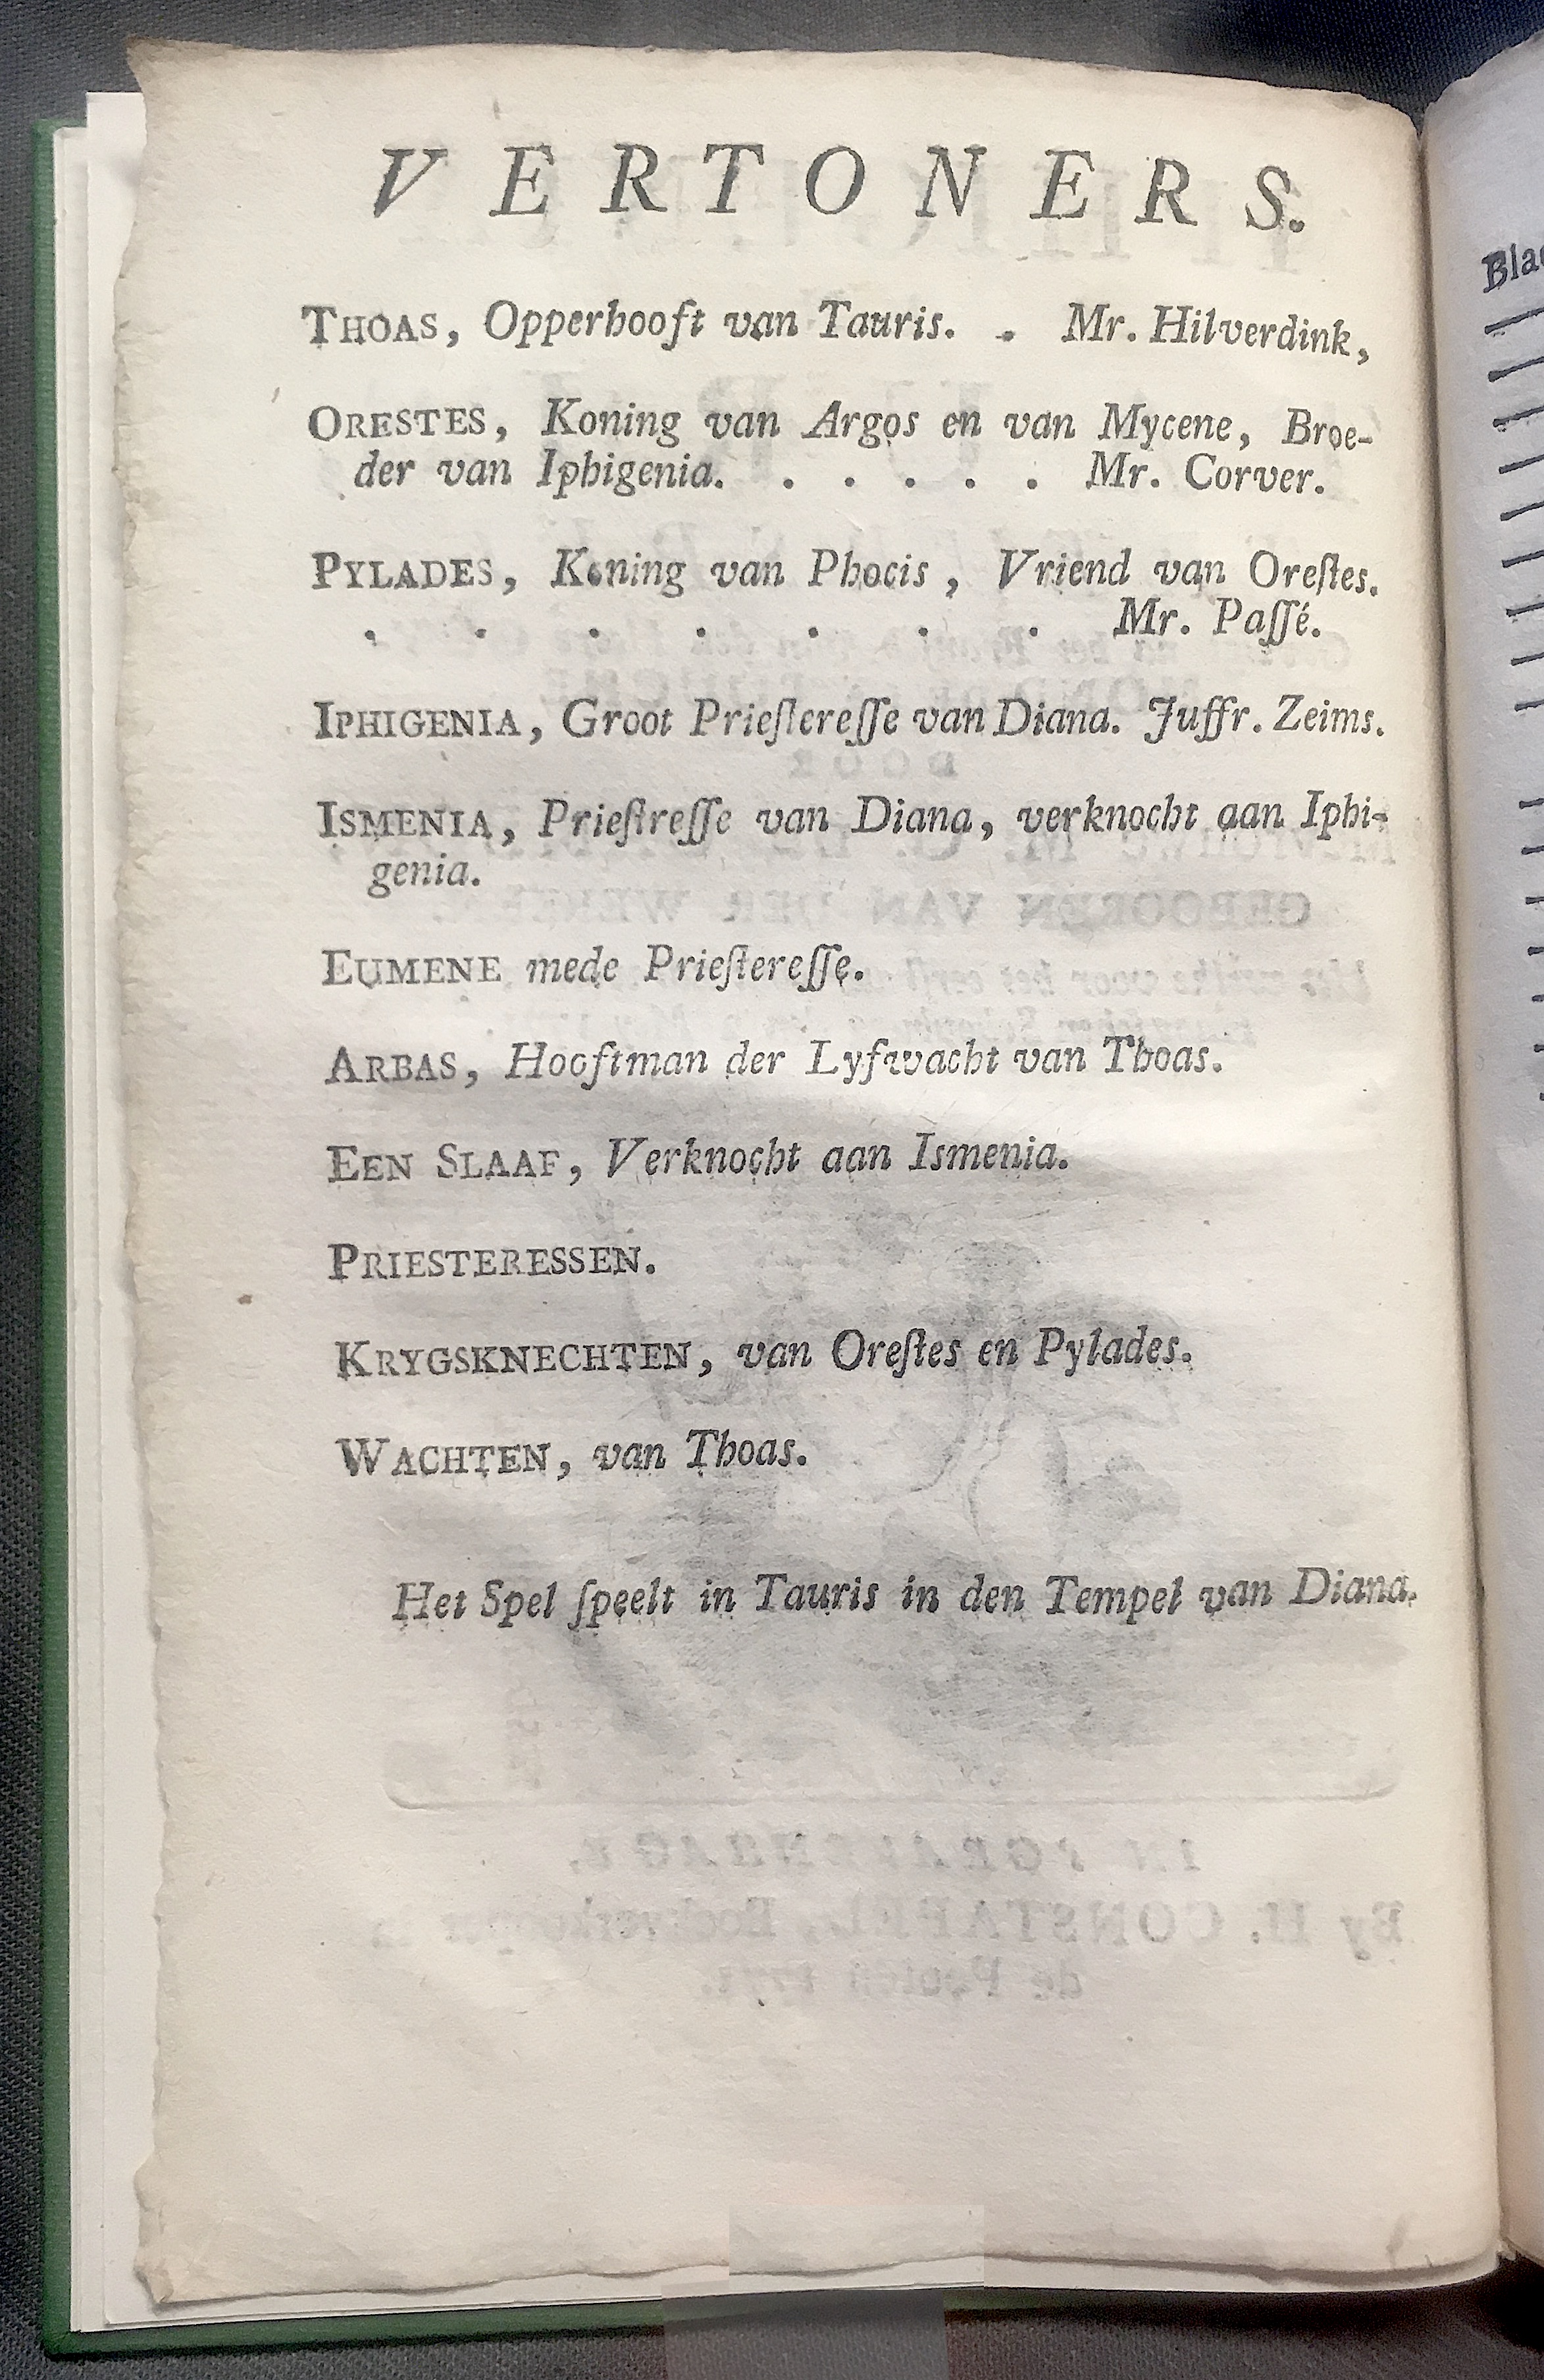 VERTONERS.
THOAS, Opperhooft van Tauris. . Mr. Hilverdink,
ORESTES, Koning van Argos en van Mycene, Broe-
der van Iphigenia. . . . . . Mr. Corver.
PYLADES, Koning van Phocis, Vriend van Oreſtes.
. . . . . . . Mr. Paſſé.
IPHIGENIA, Groot Prieſtereſſe van Diana. Juffr. Zeims.
ISMENIA, Prieſtreſſe van Diana, verknocht aan Iphi-
genia.
EUMENE mede Prieſtereſſe.
ARBAS, Hooftman der Lyfwacht van Thoas.
EEN SLAAF, Verknocht aan Ismenia.
PRIESTERESSEN.
KRYGSKNECHTEN, van Oreſtes en Pylades.
WACHTEN, van Thoas.
Het Spel ſpeelt in Tauris in den Tempel van Diana.